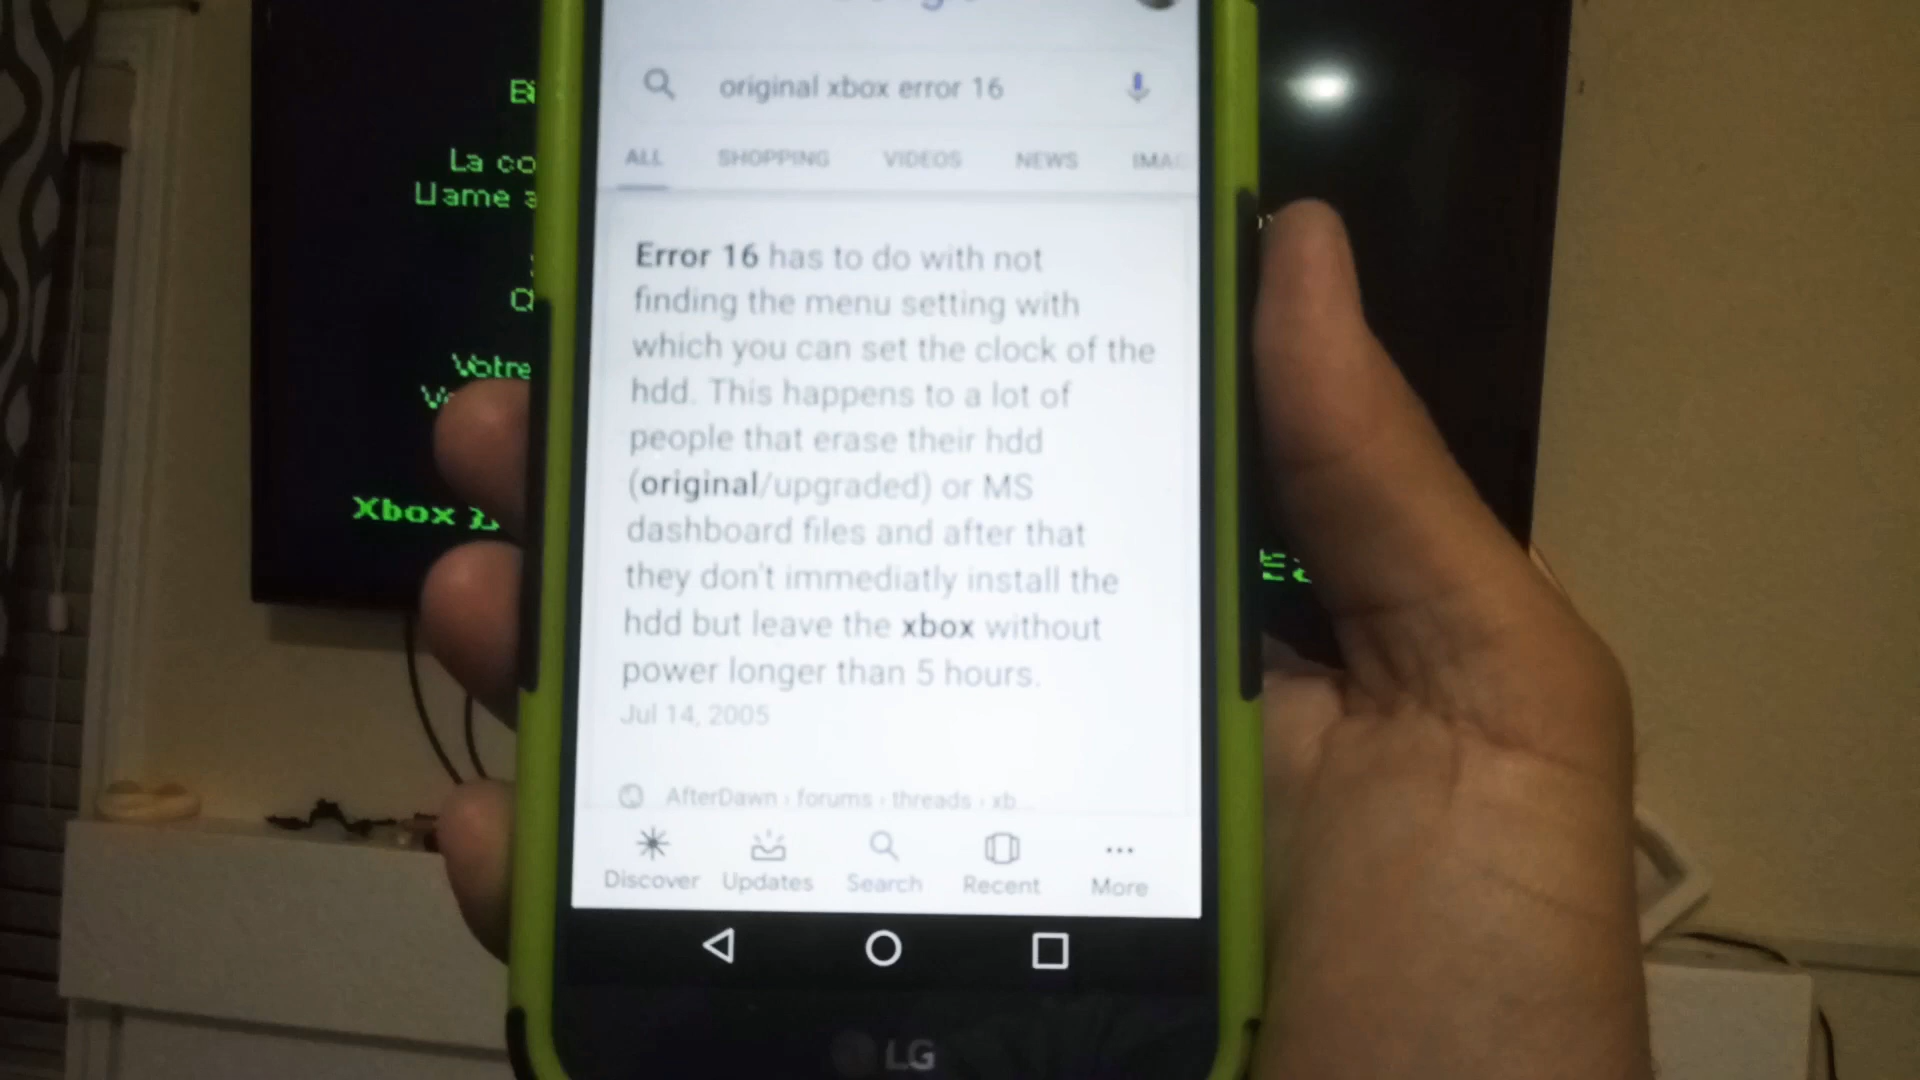 original xbox error 16
ALL SHOPPING VIDEOS NEWS IMA
Error 16 has to do with not
finding the menu setting with
which you can set the clock of the
hdd. This happens to a lot of
people that erase their hdd
(original/upgraded) or MS
dashboard files and after that
they don't immediatly install the
hdd but leave the xbox without
power longer than 5 hours.
Jul 14, 2005
AfterDawn › forums › threads › xb...
Discover Updates Search Recent More
LG
La co
Llame a
Votre
Xbox